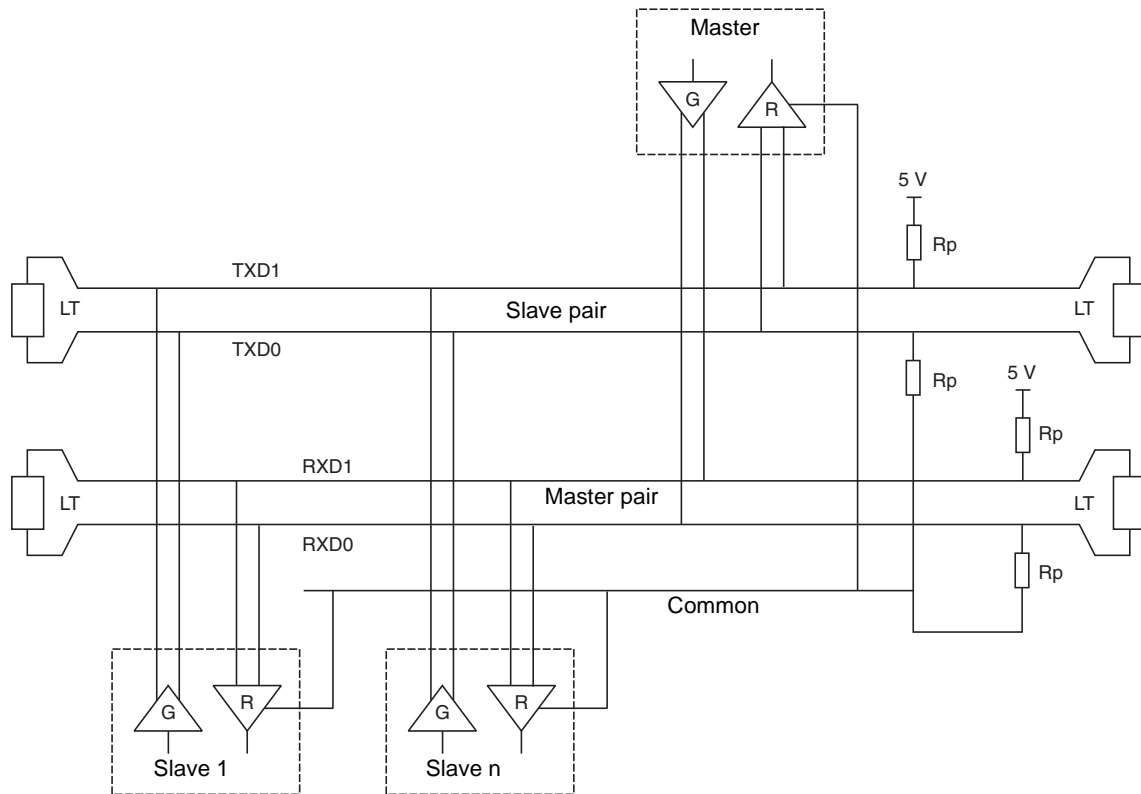 Master
G
R
5 V
Rp
TXD1
LT
Slave pair
LT
TXD0
Rp
5 V
Rp
RXD1
LT
Master pair
LT
RXD0
Rp
Common
G
R
G
R
Slave 1
Slave n